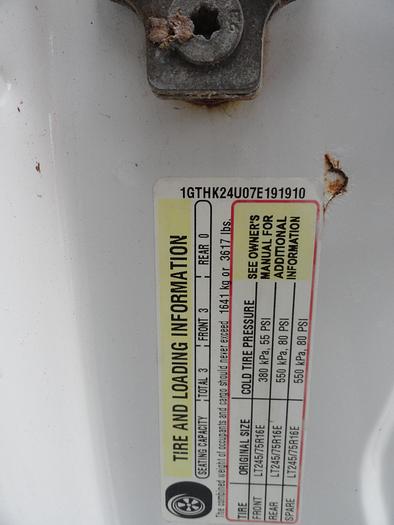 1GTHK24U07E191910
TIRE AND LOADING INFORMATION
SEATING CAPACITY TOTAL 3 FRONT 3 REAR 0
The combined weight of occupants and cargo should never exceed 1641 kg or 3617 lbs.
TIRE ORIGINAL SIZE COLD TIRE PRESSURE
FRONT LT245/75R16E 380 kPa, 55 PSI
REAR LT245/75R16E 550 kPa, 80 PSI
SPARE LT245/75R16E 550 kPa, 80 PSI
SEE OWNER'S
MANUAL FOR
ADDITIONAL
INFORMATION